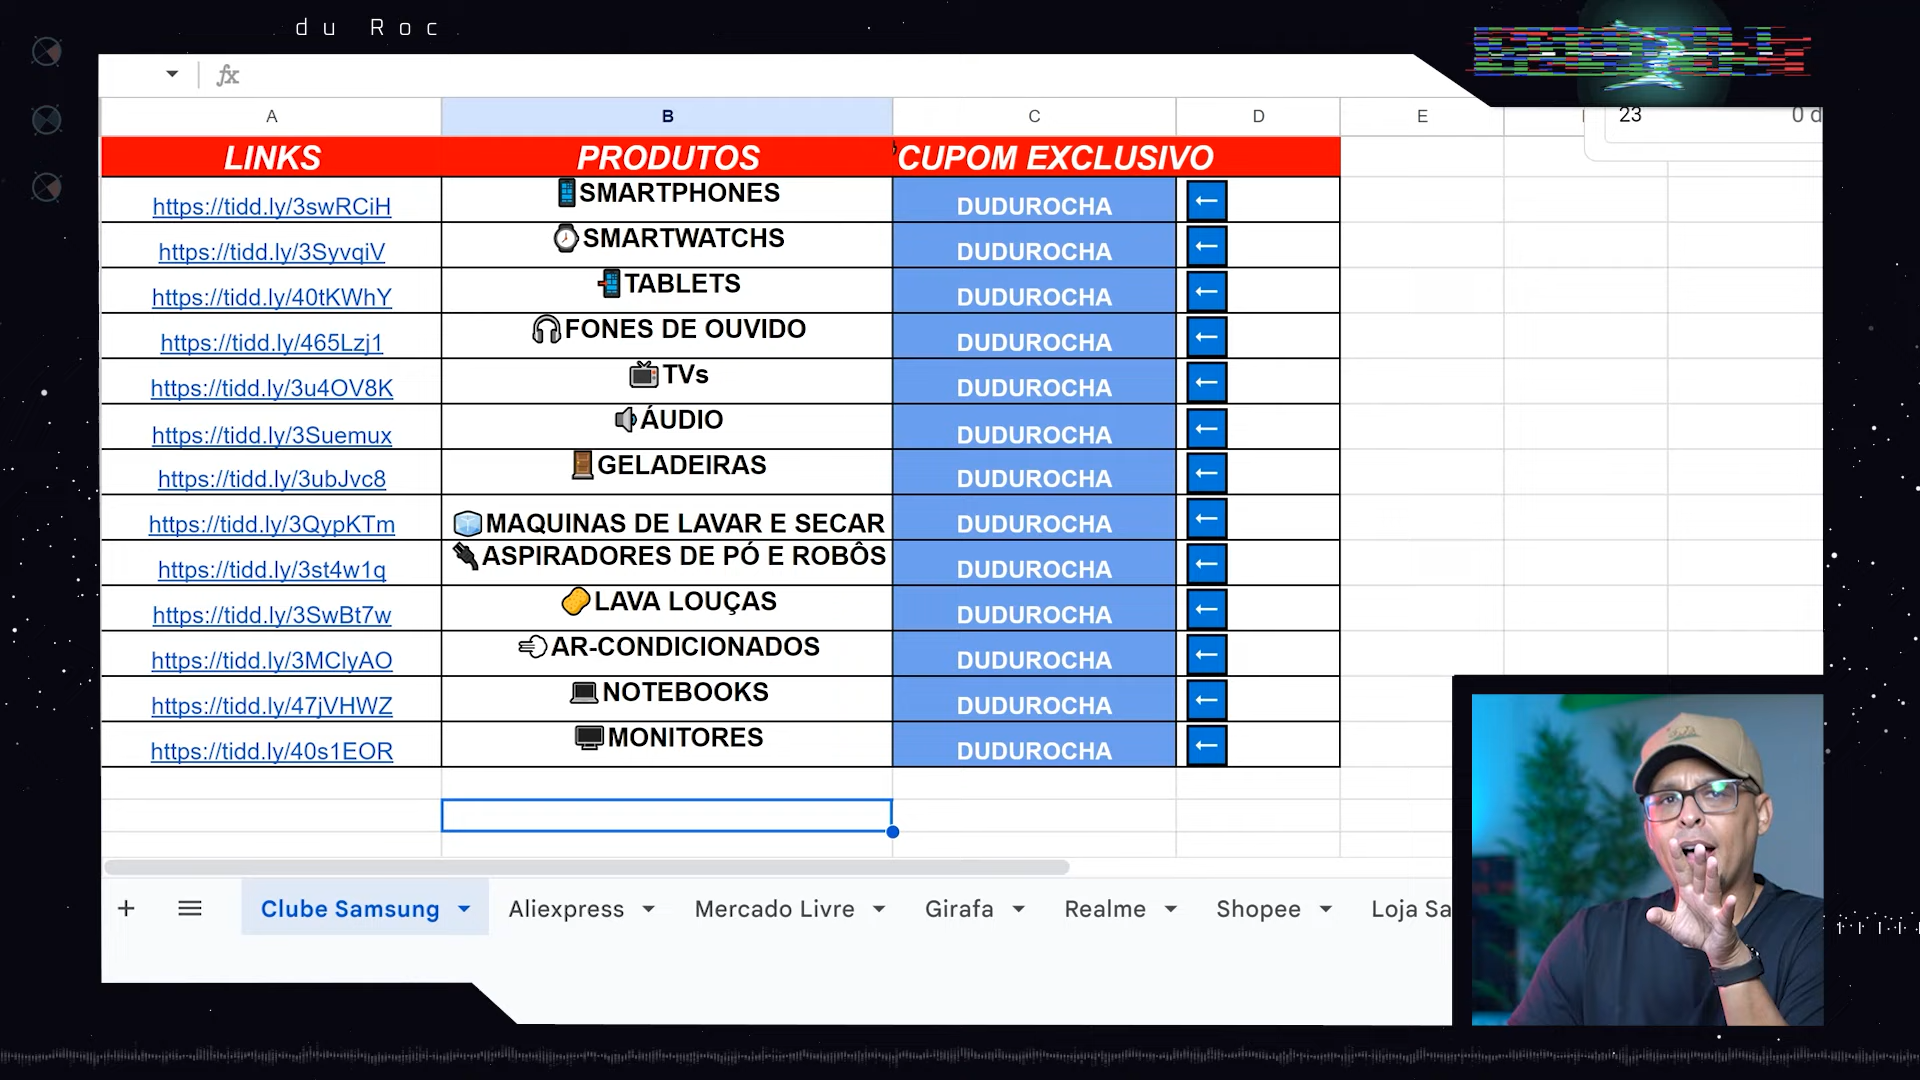 du Roc
fx
23
0 d
A B C D E
LINKS PRODUTOS CUPOM EXCLUSIVO
https://tidd.ly/3swRCiH SMARTPHONES DUDUROCHA
https://tidd.ly/3SyvqiV SMARTWATCHS DUDUROCHA
https://tidd.ly/40tKWhY TABLETS DUDUROCHA
https://tidd.ly/465Lzj1 FONES DE OUVIDO DUDUROCHA
https://tidd.ly/3u4OV8K TVs DUDUROCHA
https://tidd.ly/3Suemux ÁUDIO DUDUROCHA
https://tidd.ly/3ubJvc8 GELADEIRAS DUDUROCHA
https://tidd.ly/3QypKTm MAQUINAS DE LAVAR E SECAR DUDUROCHA
https://tidd.ly/3st4w1q ASPIRADORES DE PÓ E ROBÔS DUDUROCHA
https://tidd.ly/3SwBt7w LAVA LOUÇAS DUDUROCHA
https://tidd.ly/3MClyAO AR-CONDICIONADOS DUDUROCHA
https://tidd.ly/47jVHWZ NOTEBOOKS DUDUROCHA
https://tidd.ly/40s1EOR MONITORES DUDUROCHA
Clube Samsung Aliexpress Mercado Livre Girafa Realme Shopee Loja Sa